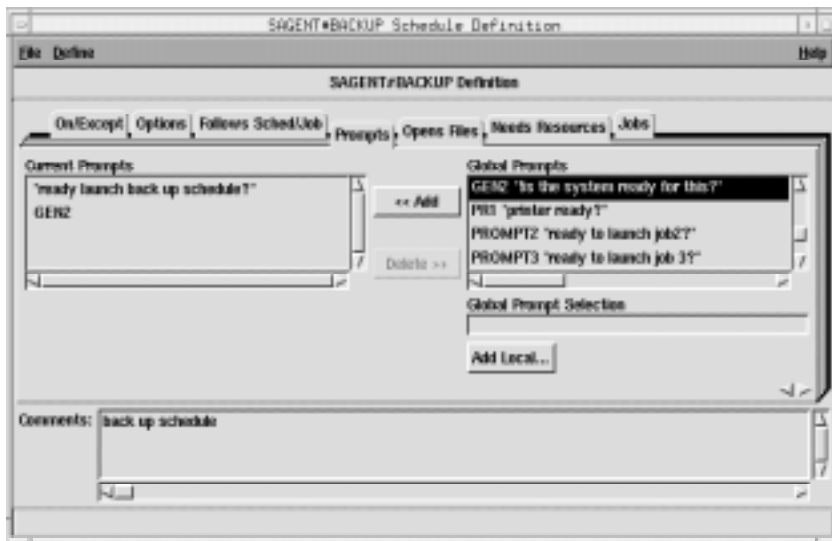 SAGENT#BACKUP Schedule Definition
File Define Help
SAGENT#BACKUP Definition
On/Except Options Follows Sched/Job Prompts Opens Files Needs Resources Jobs
Current Prompts
"ready launch back up schedule?"
GEN2
<< Add
Delete >>
Global Prompts
GEN2 "!is the system ready for this?"
PR1 "printer ready?"
PROMPT2 "ready to launch job2?"
PROMPT3 "ready to launch job 3?"
Global Prompt Selection
Add Local...
Comments: back up schedule